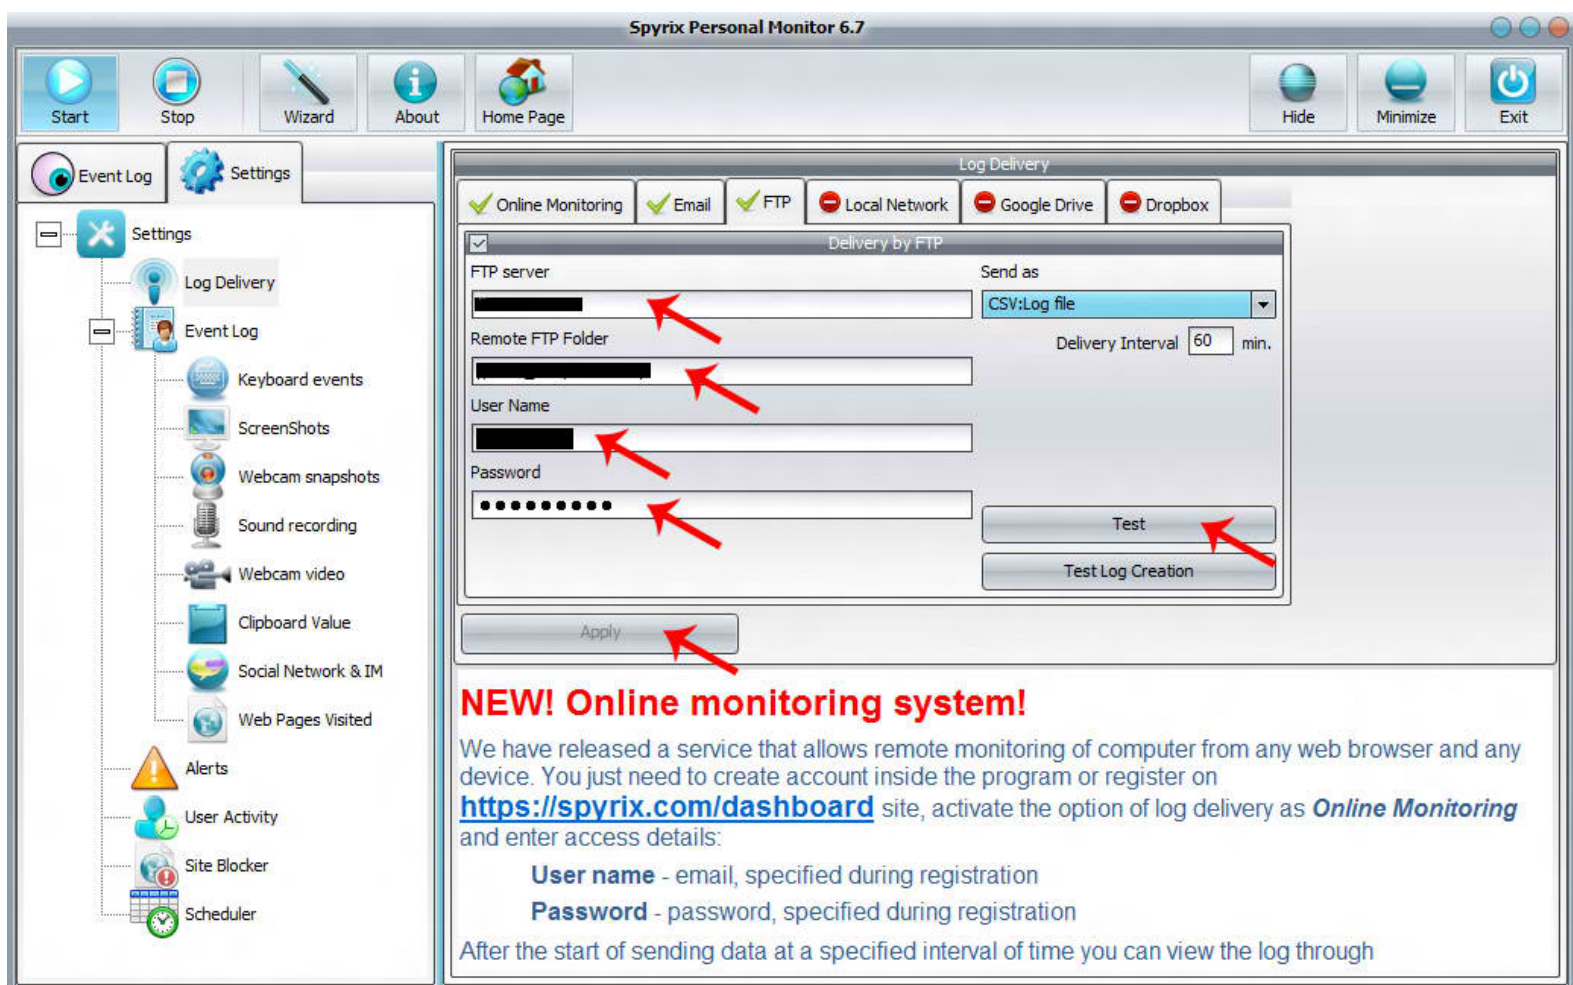 Spyrix Personal Monitor 6.7
Start
Stop
Wizard
About
Home Page
Hide
Minimize
Exit
Event Log
Settings
Settings
Log Delivery
Event Log
Keyboard events
ScreenShots
Webcam snapshots
Sound recording
Webcam video
Clipboard Value
Social Network & IM
Web Pages Visited
Alerts
User Activity
Site Blocker
Scheduler
Log Delivery
Online Monitoring
Email
FTP
Local Network
Google Drive
Dropbox
Delivery by FTP
FTP server
Send as
CSV:Log file
Remote FTP Folder
Delivery Interval 60 min.
User Name
Password
Test
Test Log Creation
Apply
NEW! Online monitoring system!
We have released a service that allows remote monitoring of computer from any web browser and any
device. You just need to create account inside the program or register on
https://spyrix.com/dashboard site, activate the option of log delivery as Online Monitoring
and enter access details:
User name - email, specified during registration
Password - password, specified during registration
After the start of sending data at a specified interval of time you can view the log through